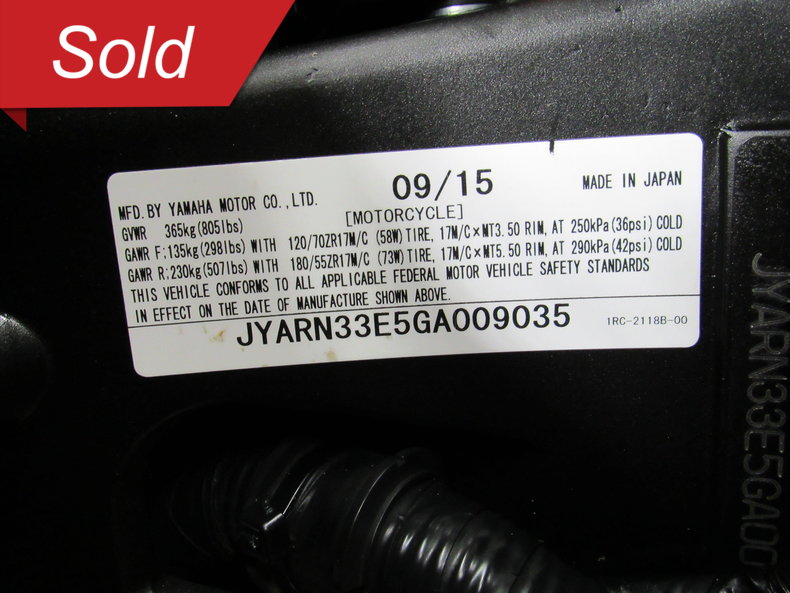 Sold
MFD. BY YAMAHA MOTOR CO., LTD. 09/15 MADE IN JAPAN
[MOTORCYCLE]
GVWR 365kg(805lbs)
GAWR F:135kg(298lbs) WITH 120/70ZR17M/C (58W) TIRE, 17M/C×MT3.50 RIM, AT 250kPa(36psi) COLD
GAWR R:230kg(507lbs) WITH 180/55ZR17M/C (73W) TIRE, 17M/C×MT5.50 RIM, AT 290kPa(42psi) COLD
THIS VEHICLE CONFORMS TO ALL APPLICABLE FEDERAL MOTOR VEHICLE SAFETY STANDARDS
IN EFFECT ON THE DATE OF MANUFACTURE SHOWN ABOVE.
JYARN33E5GA009035 1RC-2118B-00
JYARN33E5GA00